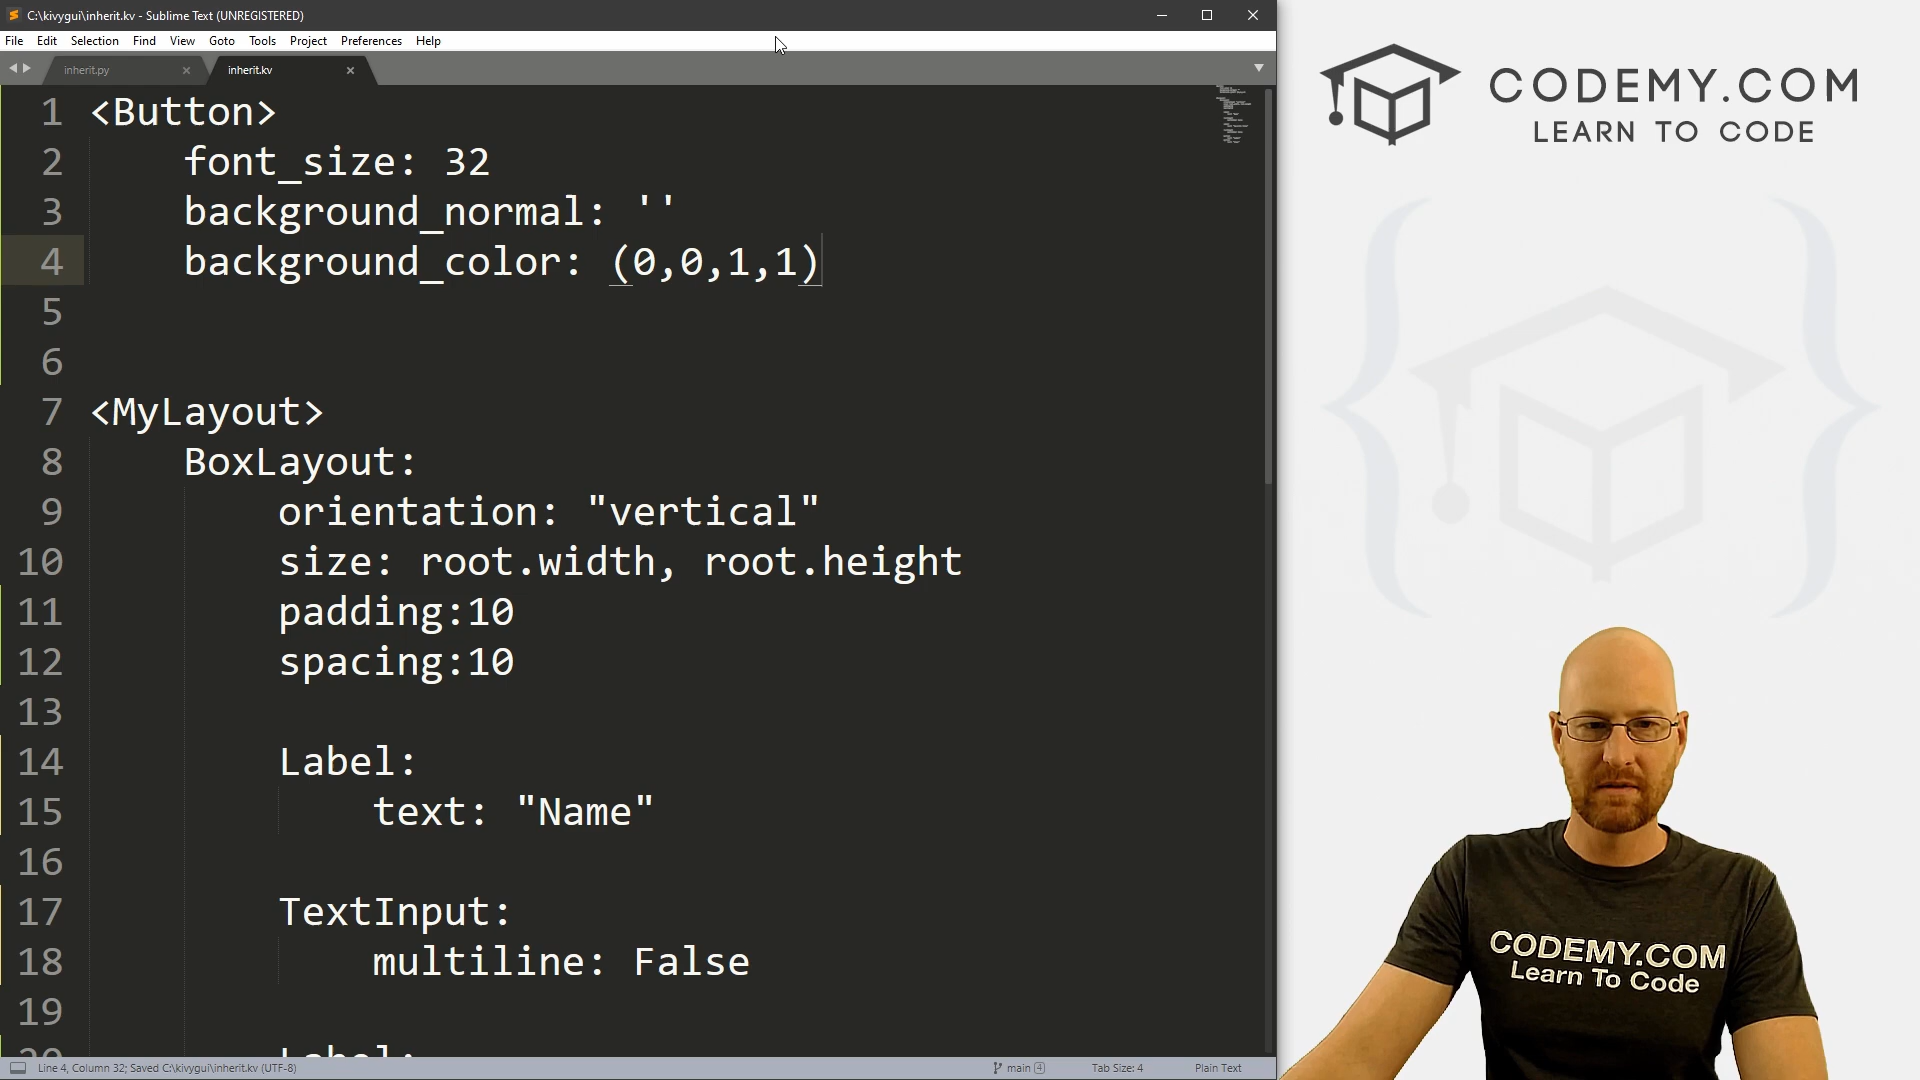 C:\kivygui\inherit.kv - Sublime Text (UNREGISTERED)
File Edit Selection Find View Goto Tools Project Preferences Help
inherit.py inherit.kv
1 <Button>
2 font_size: 32
3 background_normal: ''
4 background_color: (0,0,1,1)
5
6
7 <MyLayout>
8 BoxLayout:
9 orientation: "vertical"
10 size: root.width, root.height
11 padding:10
12 spacing:10
13
14 Label:
15 text: "Name"
16
17 TextInput:
18 multiline: False
19
20 Label:
Line 4, Column 32; Saved C:\kivygui\inherit.kv (UTF-8) main 4 Tab Size: 4 Plain Text
CODEMY.COM
LEARN TO CODE
CODEMY.COM
Learn To Code